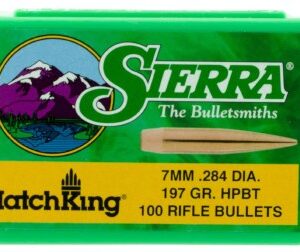 SIERRA®
The Bulletsmiths
MatchKing®
7MM .284 DIA.
197 GR. HPBT
100 RIFLE BULLETS